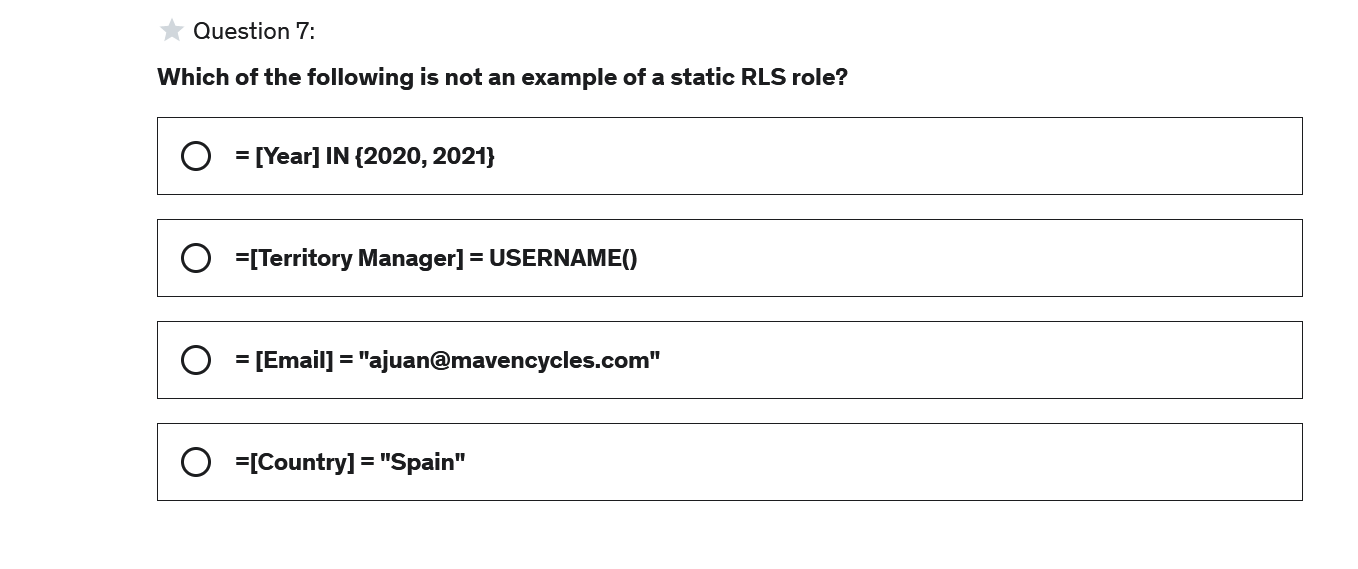 Question 7:
Which of the following is not an example of a static RLS role?
= [Year] IN {2020, 2021}
=[Territory Manager] = USERNAME()
= [Email] = "ajuan@mavencycles.com"
=[Country] = "Spain"